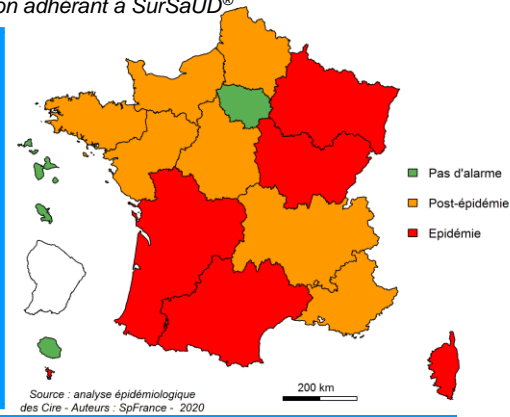 on adhérant à SurSaUD®
Pas d'alarme
Post-épidémie
Epidémie
200 km
Source : analyse épidémiologique
des Cire - Auteurs : SpFrance - 2020